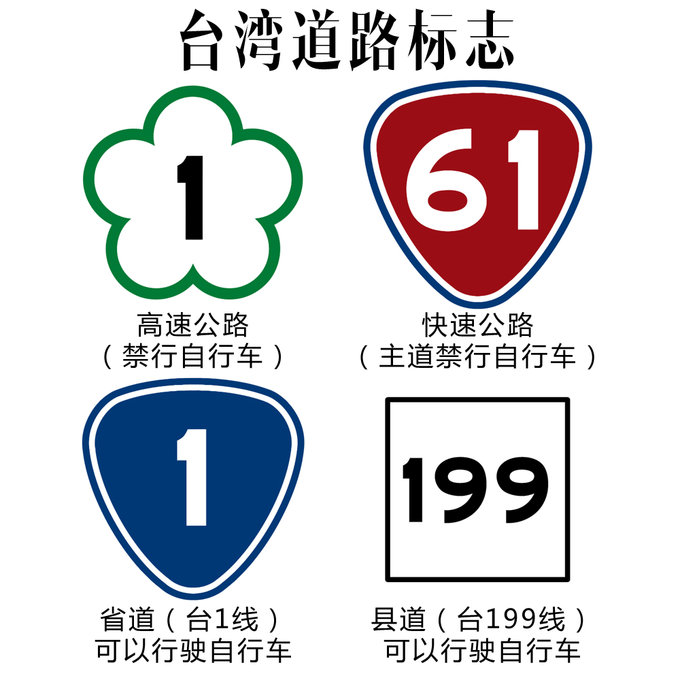 台湾道路标志
1
61
高速公路
（禁行自行车）
快速公路
（主道禁行自行车）
1
199
省道（台1线）
可以行驶自行车
县道（台199线）
可以行驶自行车